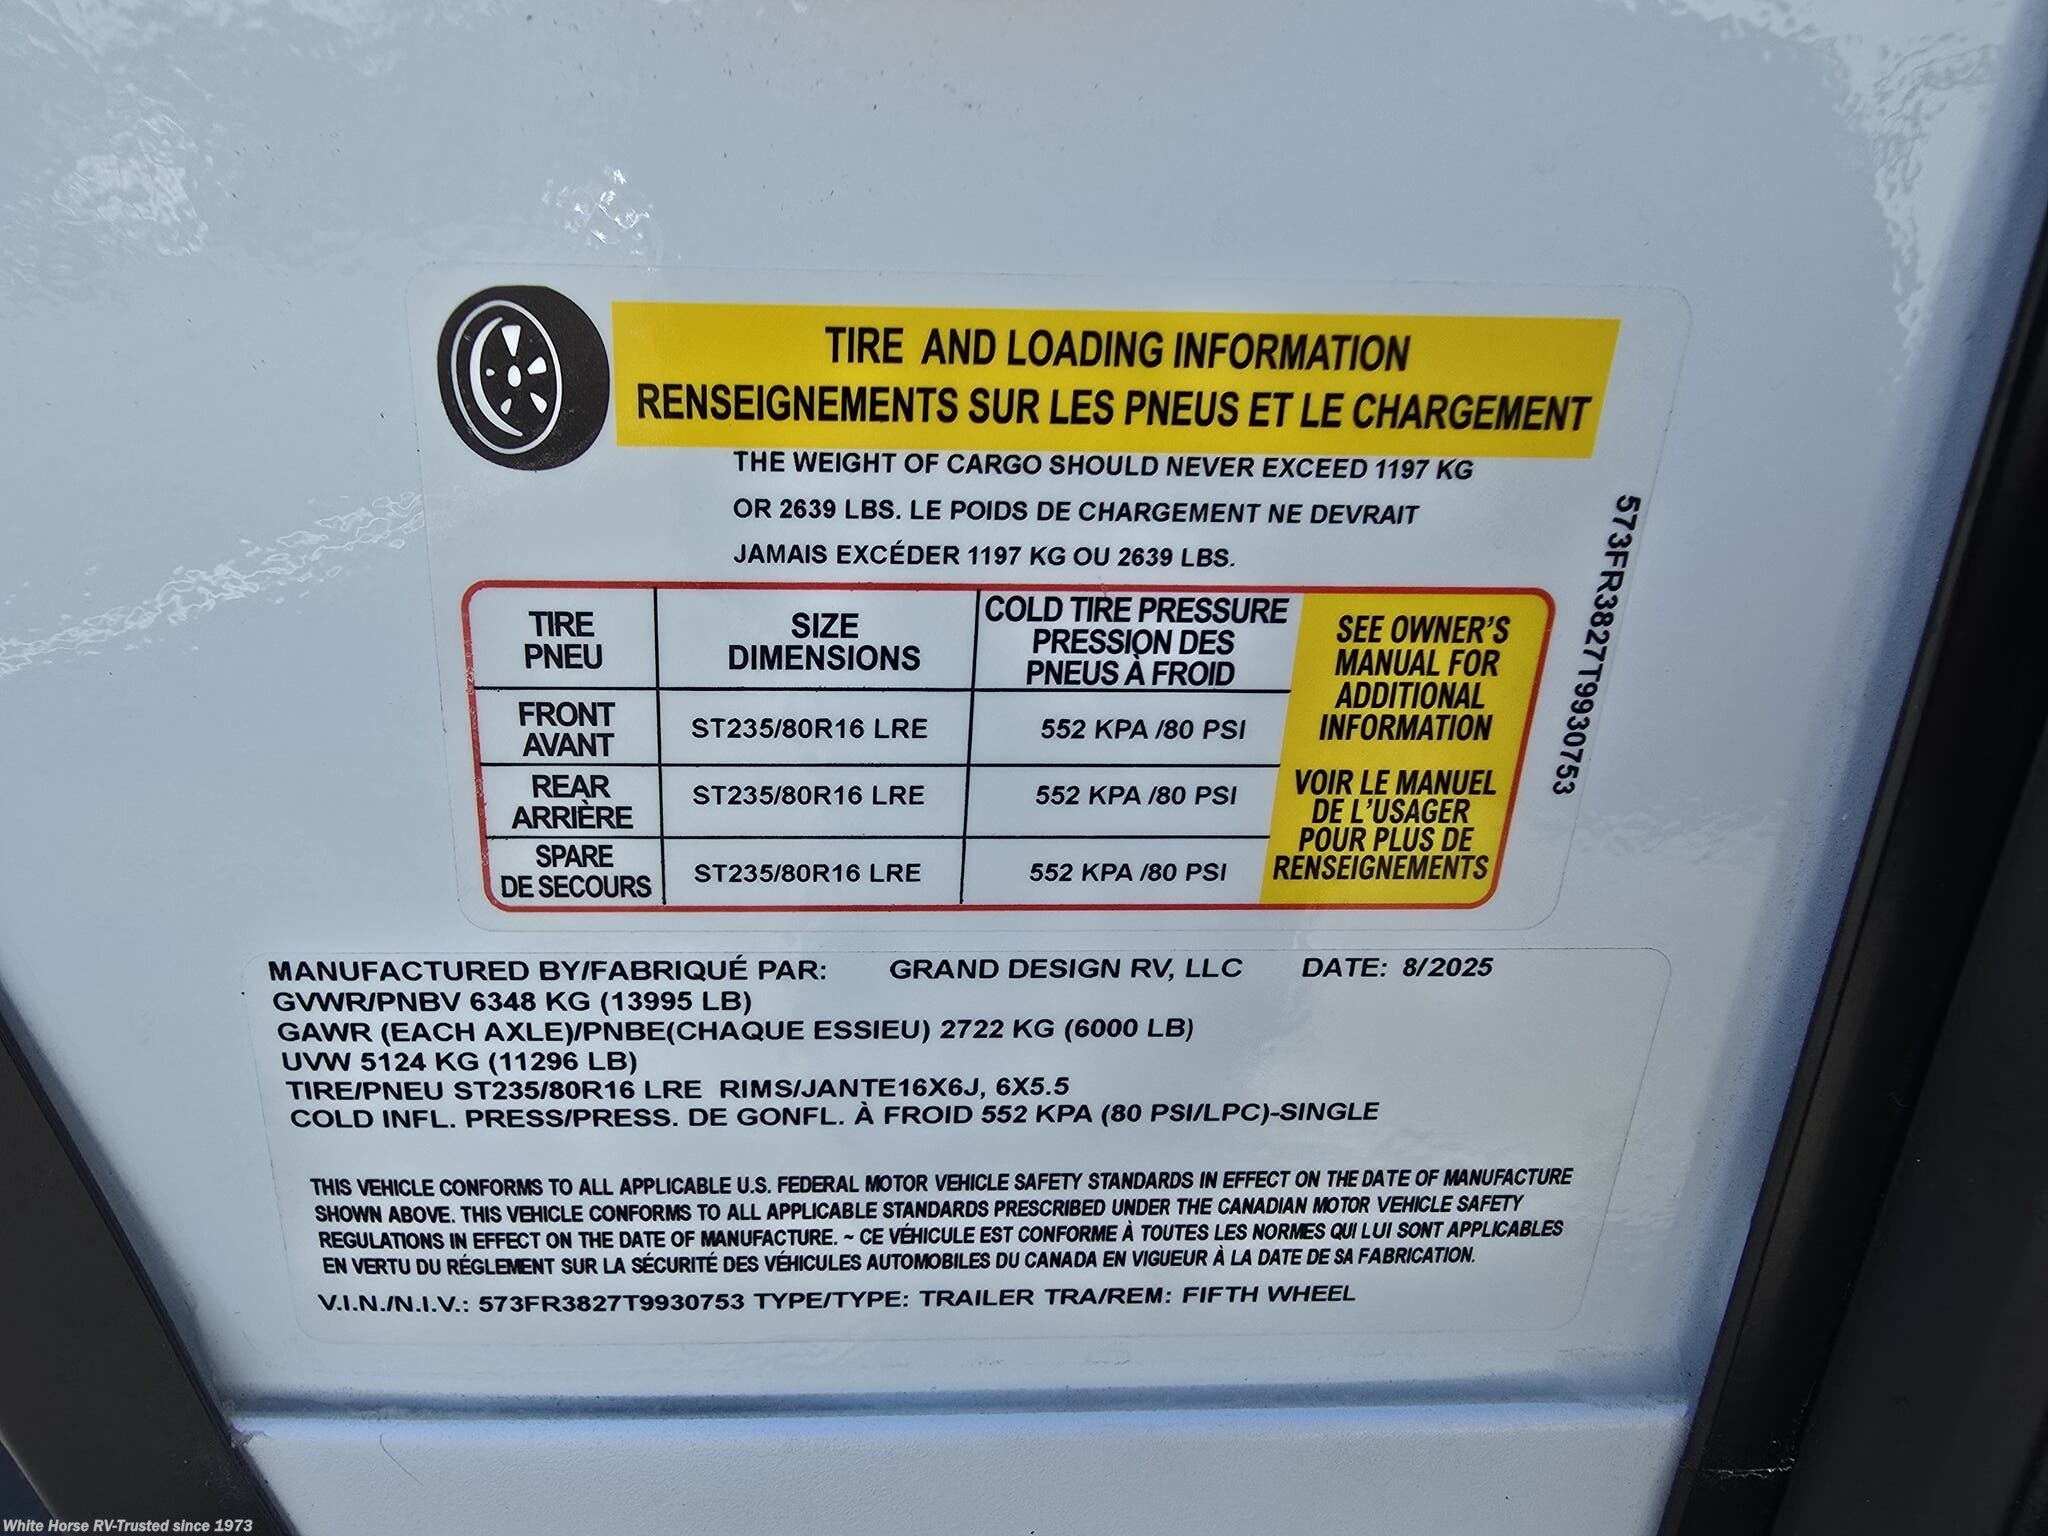 TIRE AND LOADING INFORMATION
RENSEIGNEMENTS SUR LES PNEUS ET LE CHARGEMENT
THE WEIGHT OF CARGO SHOULD NEVER EXCEED 1197 KG
OR 2639 LBS. LE POIDS DE CHARGEMENT NE DEVRAIT
JAMAIS EXCÉDER 1197 KG OU 2639 LBS.
TIRE
PNEU
SIZE
DIMENSIONS
COLD TIRE PRESSURE
PRESSION DES
PNEUS À FROID
FRONT
AVANT
ST235/80R16 LRE
552 KPA /80 PSI
REAR
ARRIÈRE
ST235/80R16 LRE
552 KPA /80 PSI
SPARE
DE SECOURS
ST235/80R16 LRE
552 KPA /80 PSI
SEE OWNER'S
MANUAL FOR
ADDITIONAL
INFORMATION
VOIR LE MANUEL
DE L'USAGER
POUR PLUS DE
RENSEIGNEMENTS
573FR3827T9930753
MANUFACTURED BY/FABRIQUÉ PAR: GRAND DESIGN RV, LLC DATE: 8/2025
GVWR/PNBV 6348 KG (13995 LB)
GAWR (EACH AXLE)/PNBE(CHAQUE ESSIEU) 2722 KG (6000 LB)
UVW 5124 KG (11296 LB)
TIRE/PNEU ST235/80R16 LRE RIMS/JANTE16X6J, 6X5.5
COLD INFL. PRESS/PRESS. DE GONFL. À FROID 552 KPA (80 PSI/LPC)-SINGLE
THIS VEHICLE CONFORMS TO ALL APPLICABLE U.S. FEDERAL MOTOR VEHICLE SAFETY STANDARDS IN EFFECT ON THE DATE OF MANUFACTURE
SHOWN ABOVE. THIS VEHICLE CONFORMS TO ALL APPLICABLE STANDARDS PRESCRIBED UNDER THE CANADIAN MOTOR VEHICLE SAFETY
REGULATIONS IN EFFECT ON THE DATE OF MANUFACTURE. ~ CE VÉHICULE EST CONFORME À TOUTES LES NORMES QUI LUI SONT APPLICABLES
EN VERTU DU RÉGLEMENT SUR LA SÉCURITÉ DES VÉHICULES AUTOMOBILES DU CANADA EN VIGUEUR À LA DATE DE SA FABRICATION.
V.I.N./N.I.V.: 573FR3827T9930753 TYPE/TYPE: TRAILER TRA/REM: FIFTH WHEEL
White Horse RV-Trusted since 1973